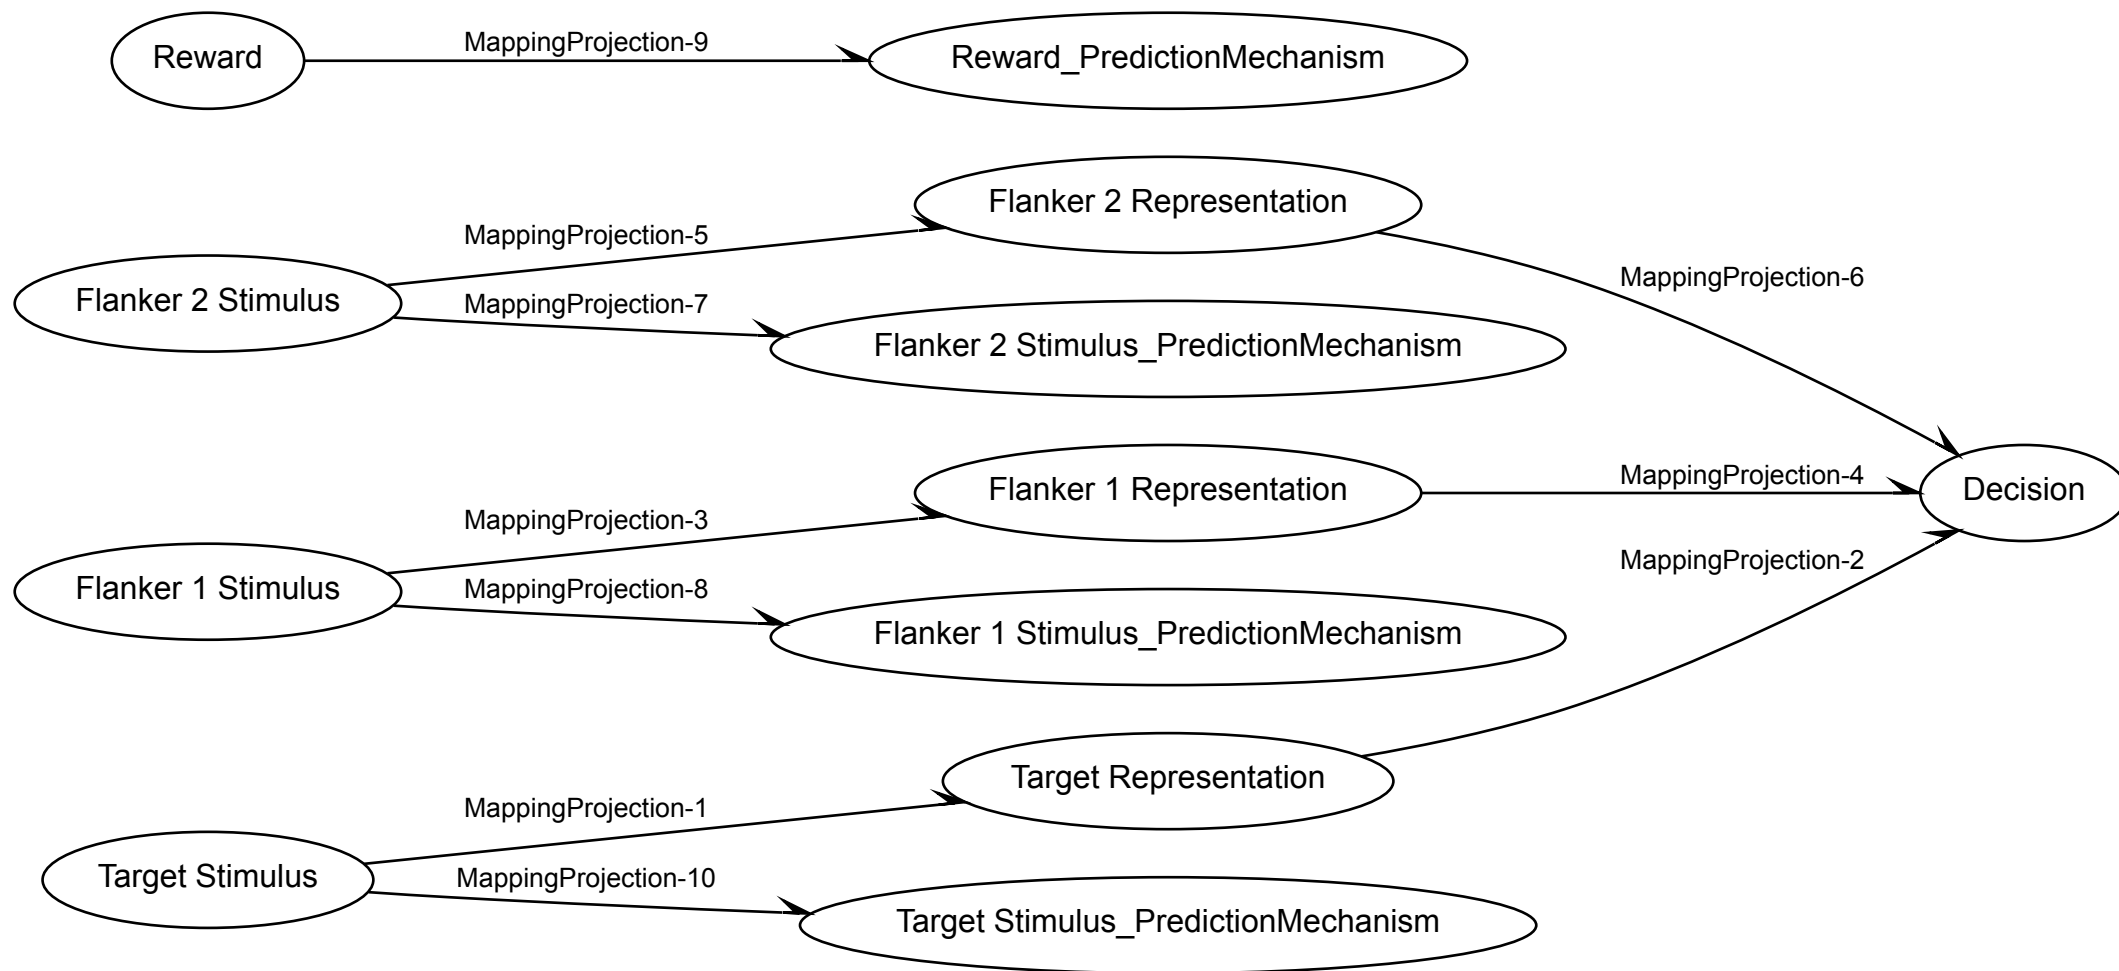 Reward
MappingProjection-9
Reward_PredictionMechanism
Flanker 2 Representation
MappingProjection-5
MappingProjection-6
Flanker 2 Stimulus
MappingProjection-7
Flanker 2 Stimulus_PredictionMechanism
Flanker 1 Representation
MappingProjection-4
Decision
MappingProjection-3
MappingProjection-2
Flanker 1 Stimulus
MappingProjection-8
Flanker 1 Stimulus_PredictionMechanism
Target Representation
MappingProjection-1
Target Stimulus
MappingProjection-10
Target Stimulus_PredictionMechanism